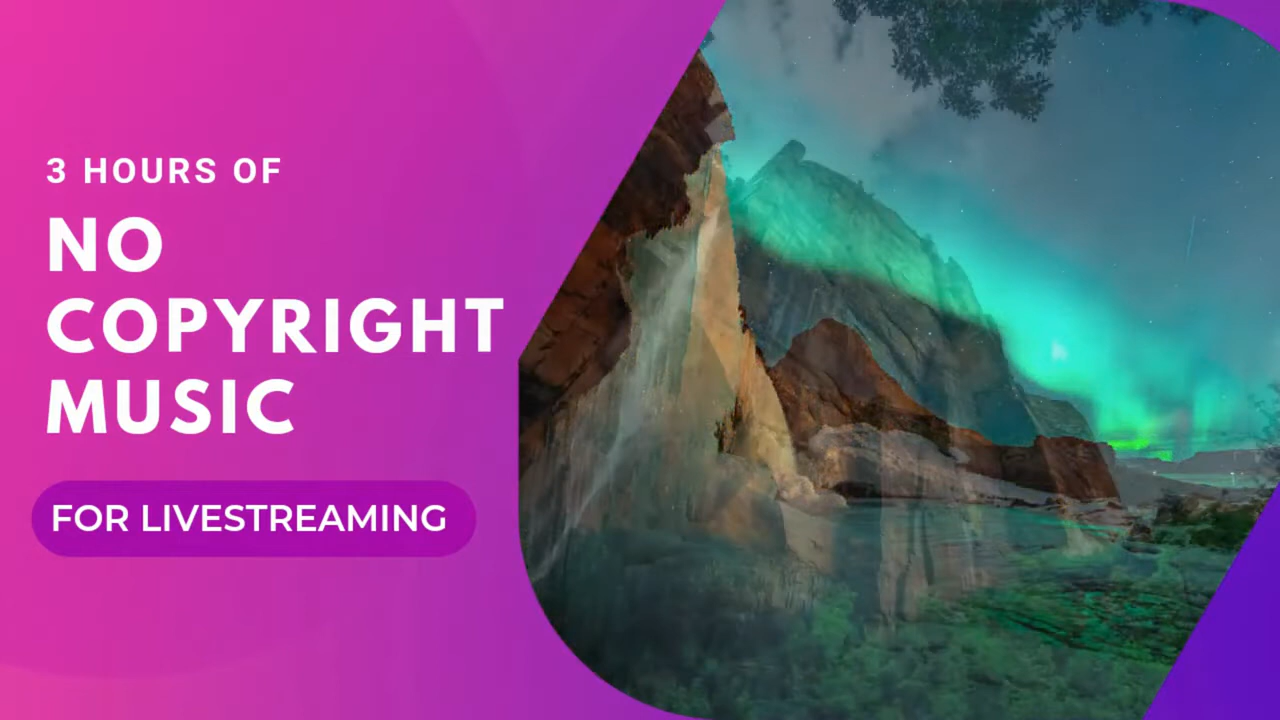 3 HOURS OF
NO
COPYRIGHT
MUSIC
FOR LIVESTREAMING